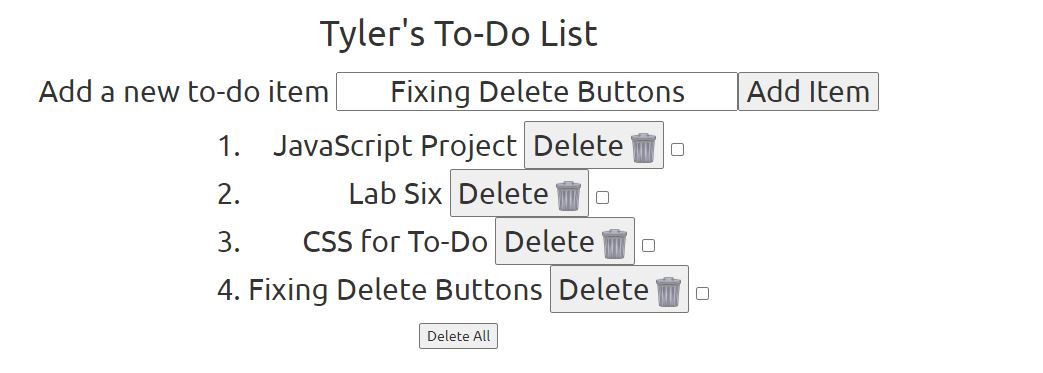 Tyler's To-Do List
Add a new to-do item Fixing Delete Buttons Add Item
1. JavaScript Project Delete
2. Lab Six Delete
3. CSS for To-Do Delete
4. Fixing Delete Buttons Delete
Delete All